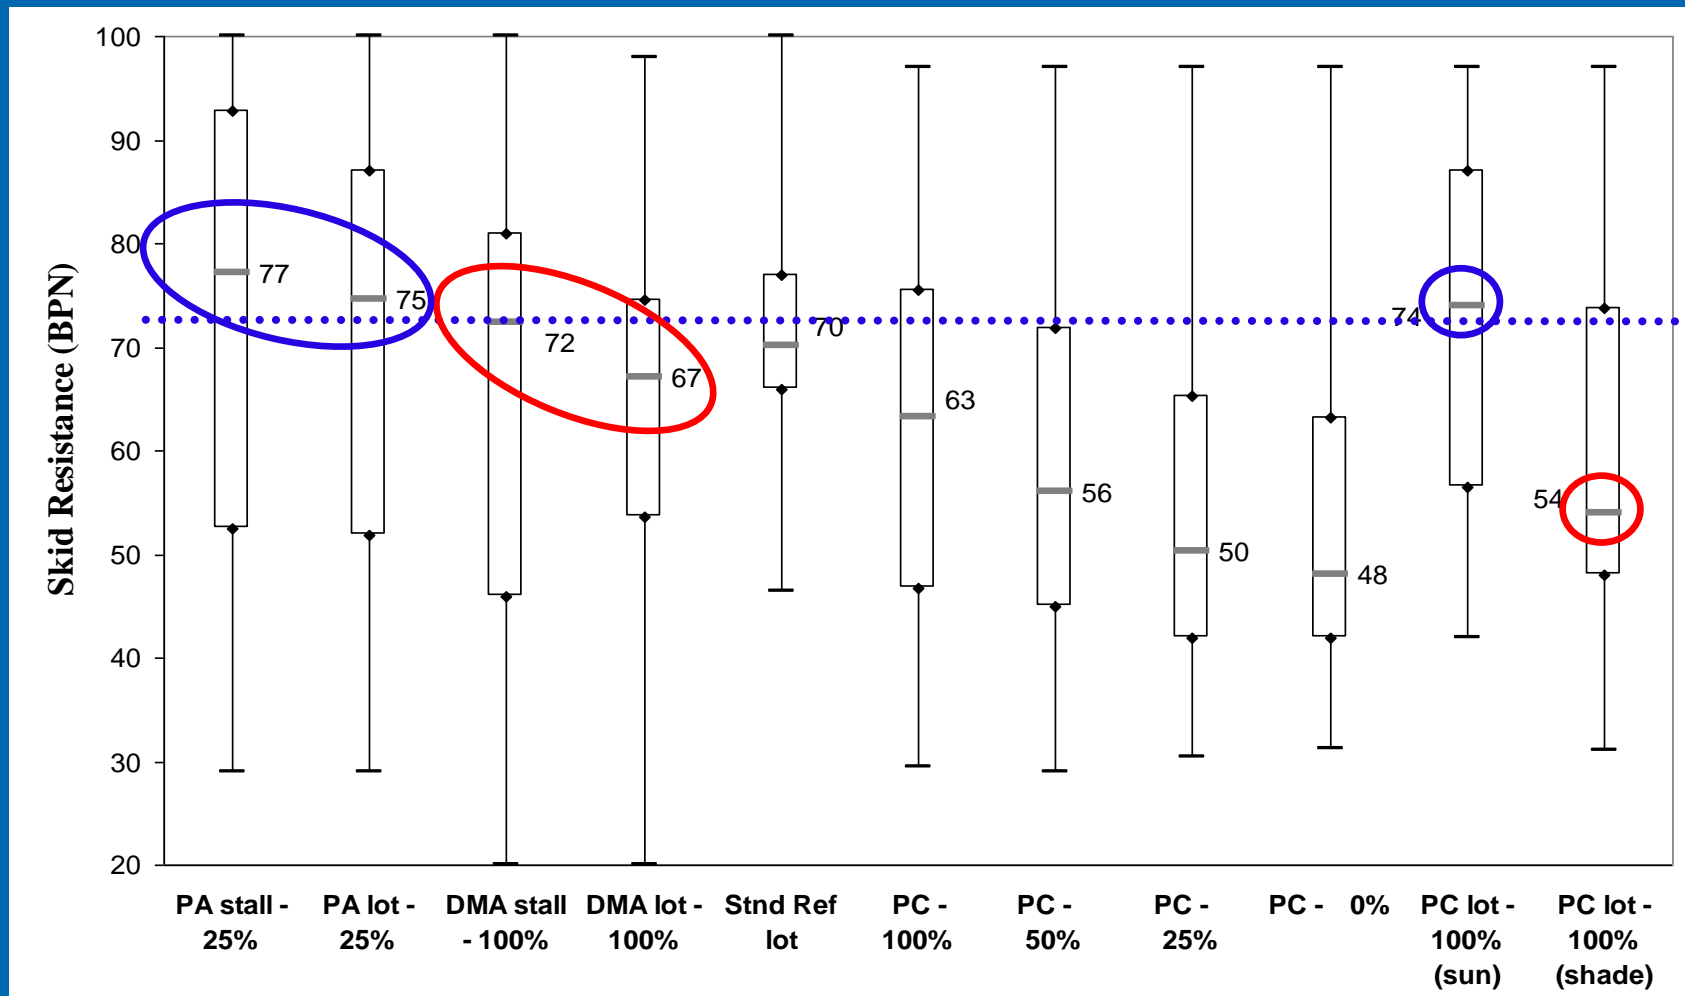 Skid Resistance (BPN)
100
90
80
70
60
50
40
30
20
77
75
72
67
70
63
56
50
48
74
54
PA stall -
25%
PA lot -
25%
DMA stall
- 100%
DMA lot -
100%
Stnd Ref
lot
PC -
100%
PC -
50%
PC -
25%
PC - 0%
PC lot -
100%
(sun)
PC lot -
100%
(shade)